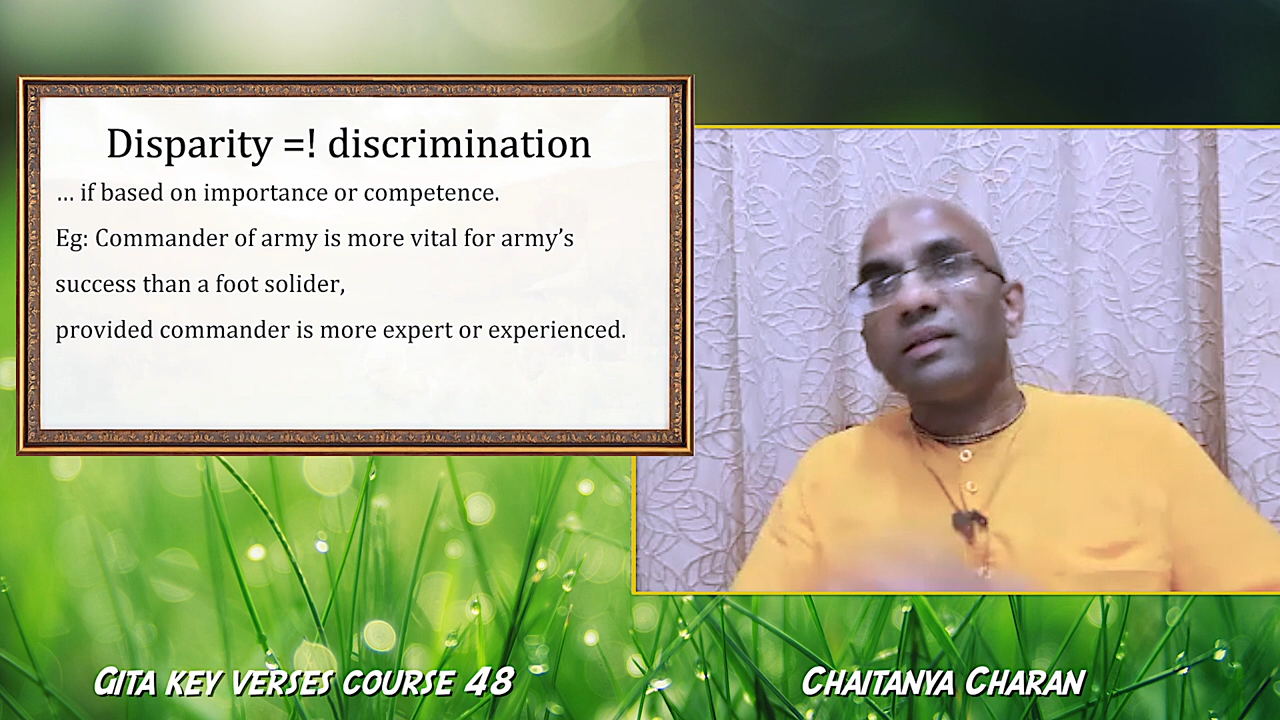 Disparity =! discrimination
... if based on importance or competence.
Eg: Commander of army is more vital for army's
success than a foot solider,
provided commander is more expert or experienced.
GITA KEY VERSES COURSE 48
CHAITANYA CHARAN